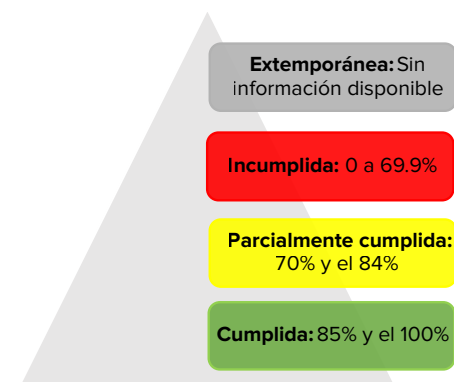 Extemporánea: Sin
información disponible
Incumplida: 0 a 69.9%
Parcialmente cumplida:
70% y el 84%
Cumplida: 85% y el 100%